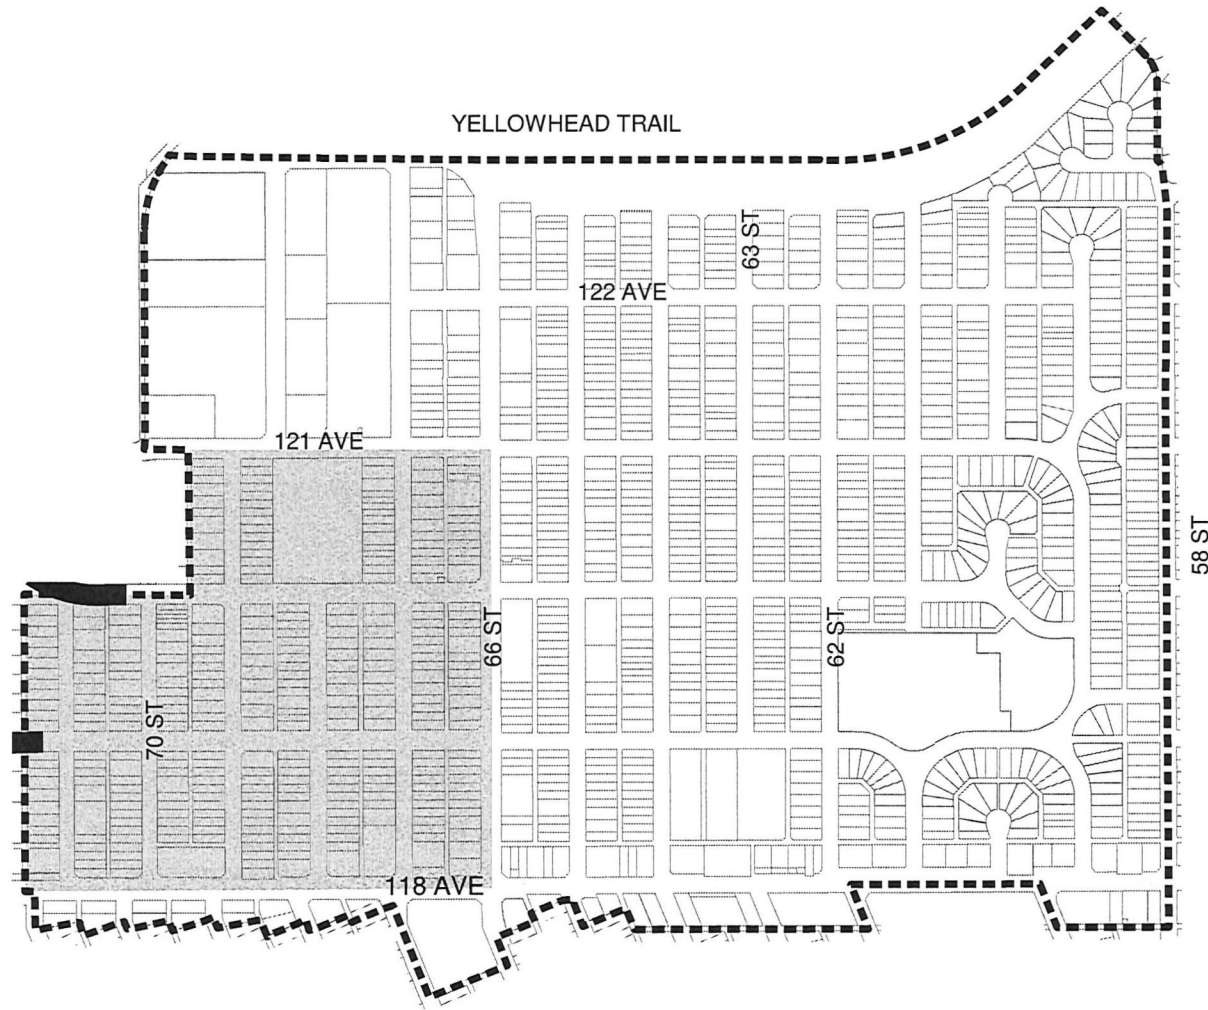 YELLOWHEAD TRAIL
63 ST
122 AVE
121 AVE
58 ST
66 ST
62 ST
70 ST
118 AVE